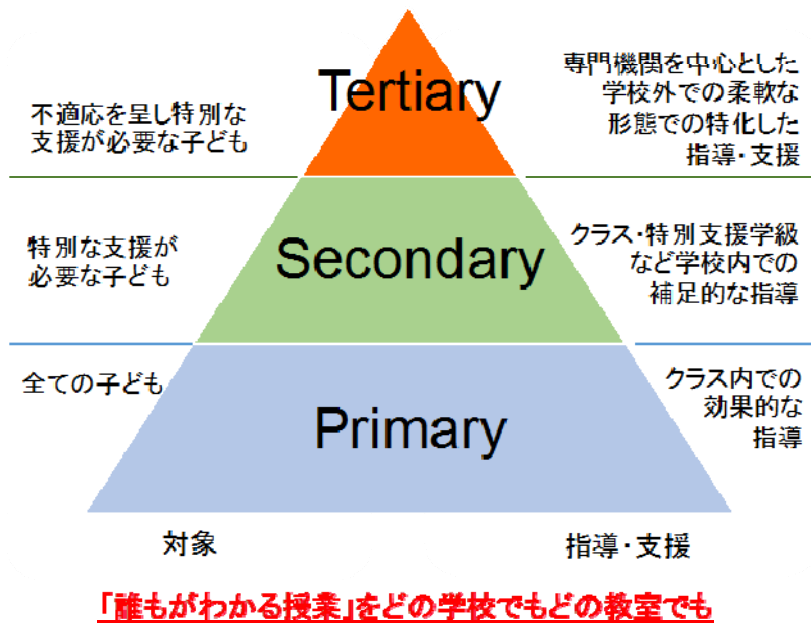 Tertiary
不適応を呈し特別な
支援が必要な子ども
専門機関を中心とした
学校外での柔軟な
形態での特化した
指導・支援
Secondary
特別な支援が
必要な子ども
クラス・特別支援学級
など学校内での
補足的な指導
Primary
全ての子ども
クラス内での
効果的な
指導
対象
指導・支援
「誰もがわかる授業」をどの学校でもどの教室でも